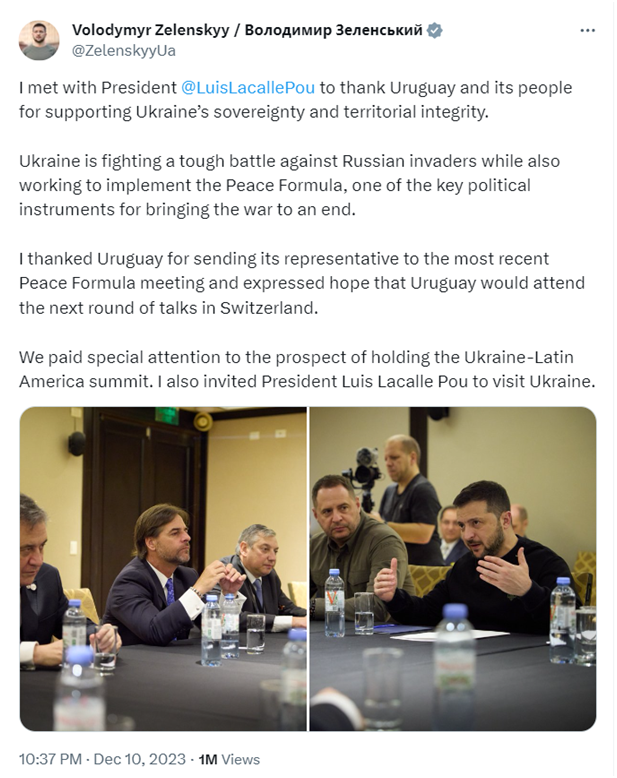 Volodymyr Zelenskyy / Володимир Зеленський
@ZelenskyyUa
I met with President @LuisLacallePou to thank Uruguay and its people
for supporting Ukraine’s sovereignty and territorial integrity.
Ukraine is fighting a tough battle against Russian invaders while also
working to implement the Peace Formula, one of the key political
instruments for bringing the war to an end.
I thanked Uruguay for sending its representative to the most recent
Peace Formula meeting and expressed hope that Uruguay would attend
the next round of talks in Switzerland.
We paid special attention to the prospect of holding the Ukraine-Latin
America summit. I also invited President Luis Lacalle Pou to visit Ukraine.
10:37 PM · Dec 10, 2023 · 1M Views